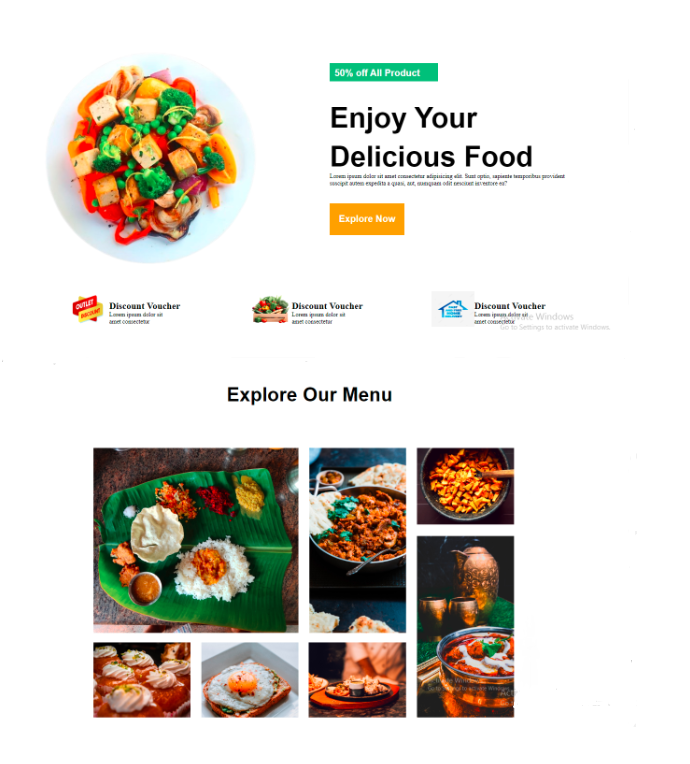 50% off All Product
Enjoy Your
Delicious Food
Lorem ipsum dolor sit amet consectetur adipisicing elit. Sunt optio, sapiente temporibus provident
suscipit autem expedita a quasi, aut, numquam odit nesciunt inventore ex?
Explore Now
OUTLET
DISCOUNT
Discount Voucher
Lorem ipsum dolor sit
amet consectetur
Discount Voucher
Lorem ipsum dolor sit
amet consectetur
Discount Voucher
Lorem ipsum dolor sit
amet consectetur
Windows
Go to Settings to activate Windows.
Explore Our Menu